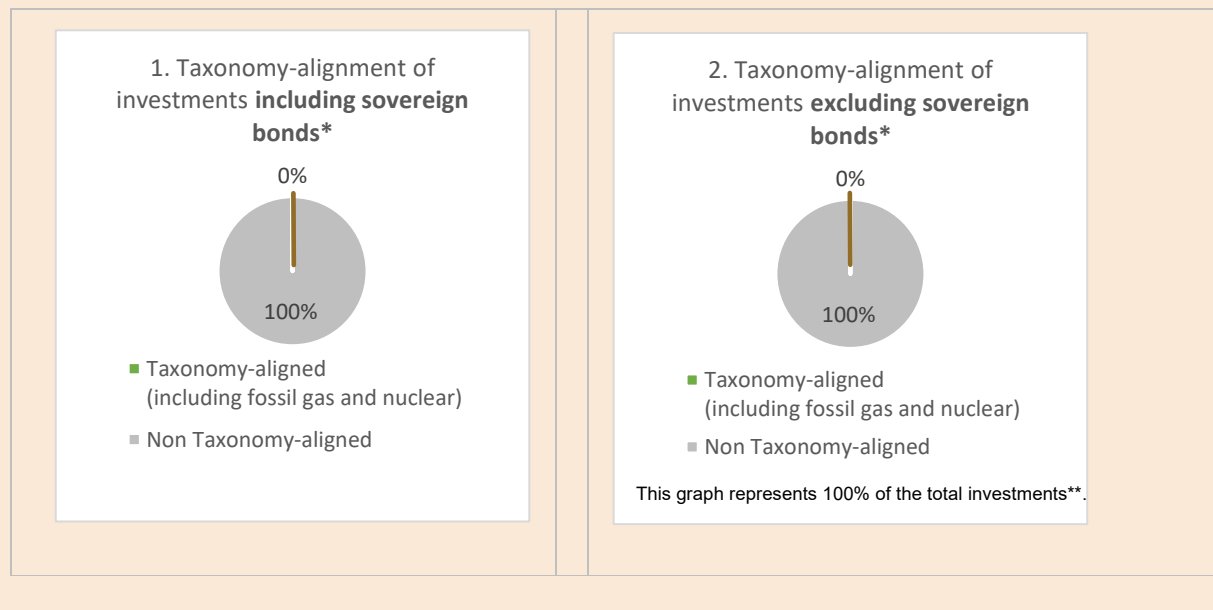 1. Taxonomy-alignment of
investments including sovereign
bonds*
0%
100%
Taxonomy-aligned
(including fossil gas and nuclear)
Non Taxonomy-aligned
2. Taxonomy-alignment of
investments excluding sovereign
bonds*
0%
100%
Taxonomy-aligned
(including fossil gas and nuclear)
Non Taxonomy-aligned
This graph represents 100% of the total investments**.